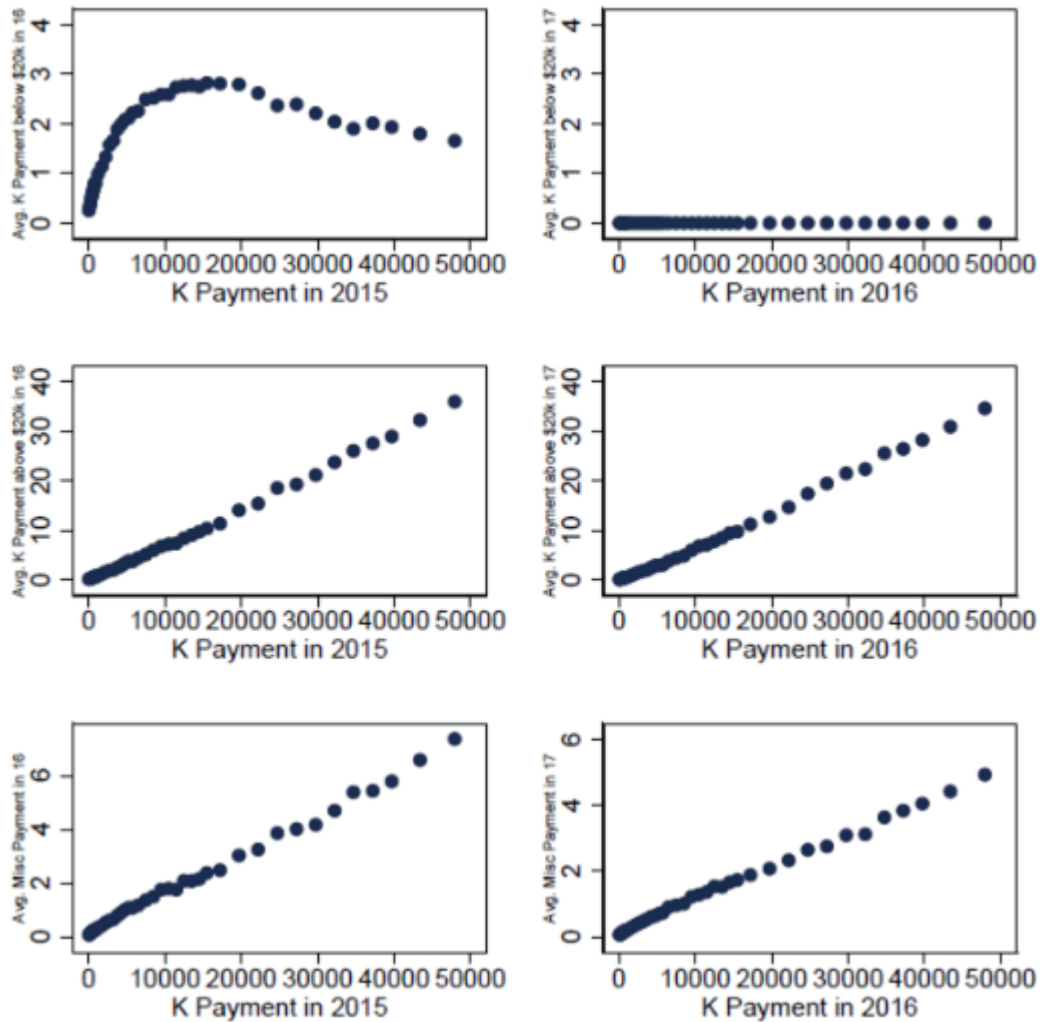 Avg. K Payment below $20k in 16
4
3
2
1
0
0 10000 20000 30000 40000 50000
K Payment in 2015
Avg. K Payment below $20k in 17
4
3
2
1
0
0 10000 20000 30000 40000 50000
K Payment in 2016
Avg. K Payment above $20k in 16
40
30
20
10
0
0 10000 20000 30000 40000 50000
K Payment in 2015
Avg. K Payment above $20k in 17
40
30
20
10
0
0 10000 20000 30000 40000 50000
K Payment in 2016
Avg. Misc Payment in 16
6
4
2
0
0 10000 20000 30000 40000 50000
K Payment in 2015
Avg. Misc Payment in 17
6
4
2
0
0 10000 20000 30000 40000 50000
K Payment in 2016